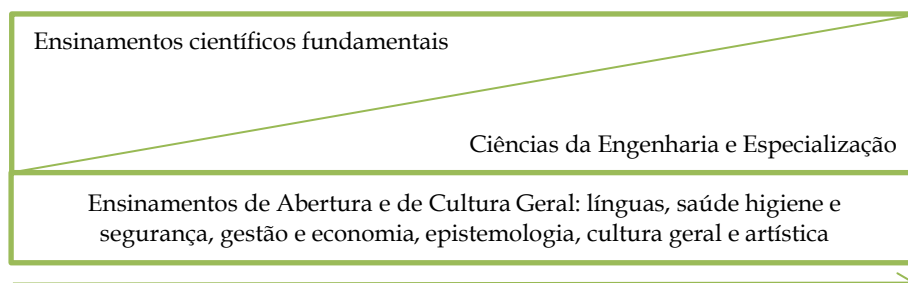 Ensinamentos científicos fundamentais
Ciências da Engenharia e Especialização
Ensinamentos de Abertura e de Cultura Geral: línguas, saúde higiene e
segurança, gestão e economia, epistemologia, cultura geral e artística